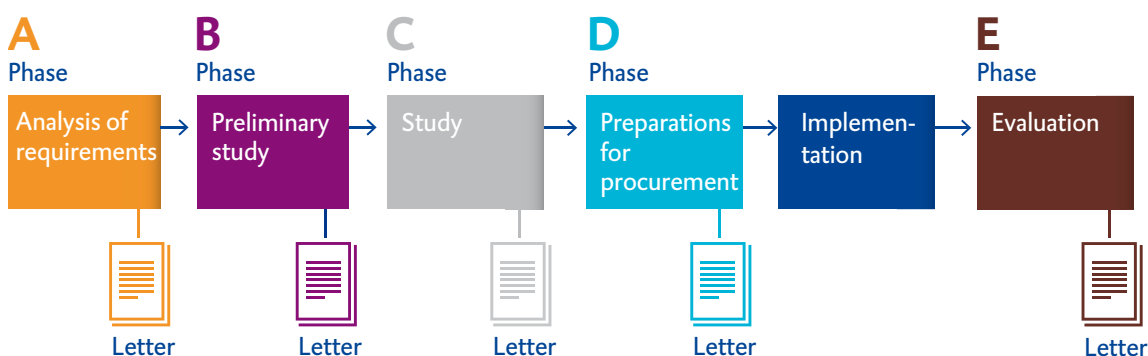 A
Phase
Analysis of
requirements
Letter
B
Phase
Preliminary
study
Letter
C
Phase
Study
Letter
D
Phase
Preparations
for
procurement
Letter
Implemen-
tation
E
Phase
Evaluation
Letter